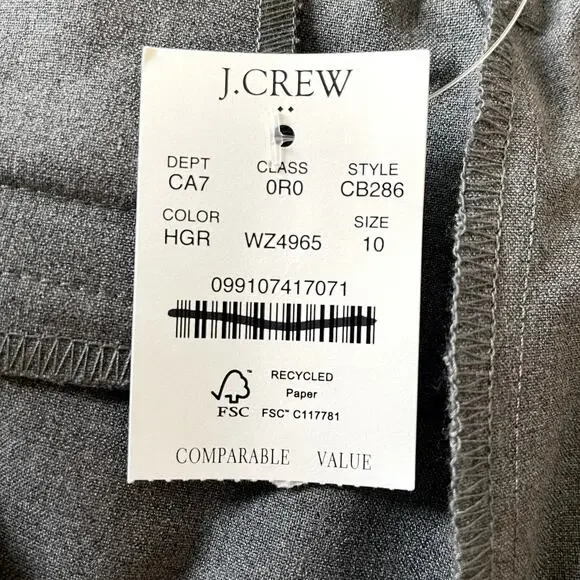 J.CREW
DEPT CLASS STYLE
CA7 0R0 CB286
COLOR SIZE
HGR WZ4965 10
099107417071
RECYCLED
Paper
FSC FSC™ C117781
COMPARABLE VALUE